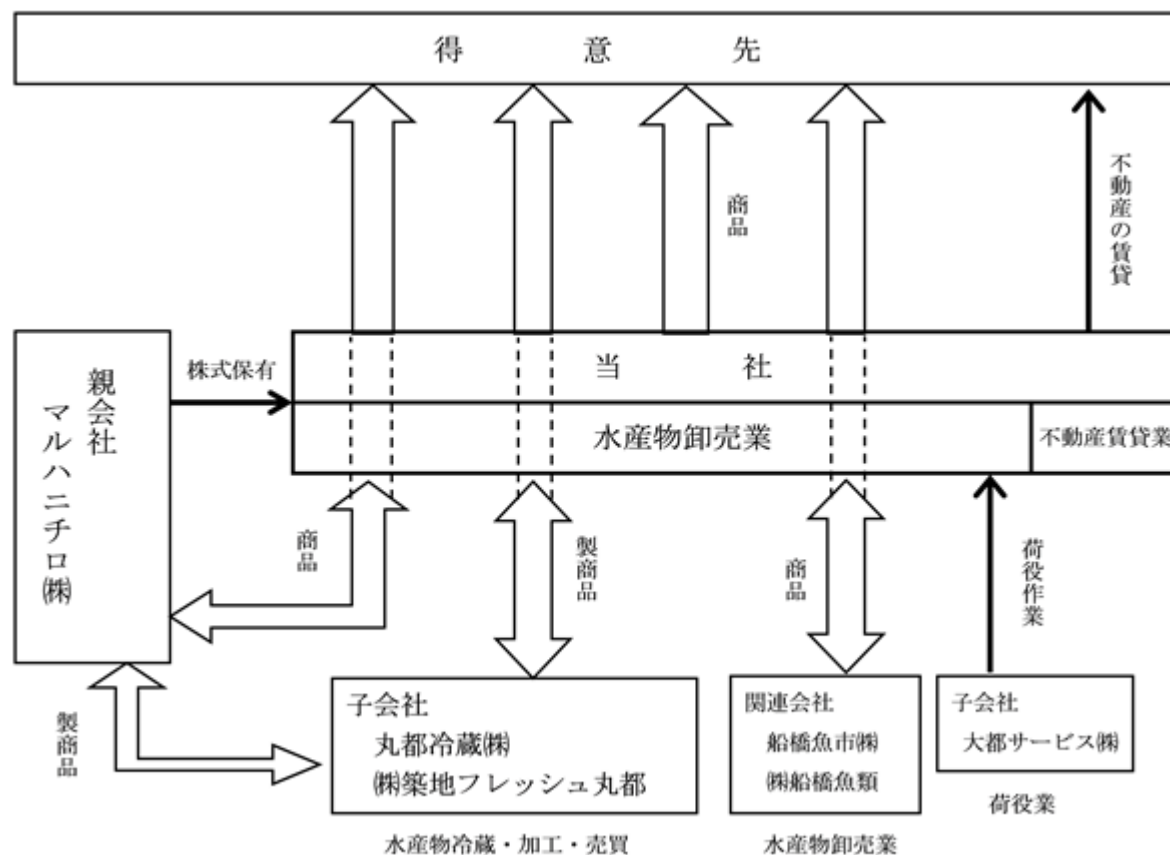 得意先
商品
不動産の賃貸
親会社
マルハニチロ㈱
株式保有
当社
水産物卸売業
不動産賃貸業
商品
製商品
商品
荷役作業
製商品
子会社
丸都冷蔵㈱
㈱築地フレッシュ丸都
水産物冷蔵・加工・売買
関連会社
船橋魚市㈱
㈱船橋魚類
水産物卸売業
子会社
大都サービス㈱
荷役業